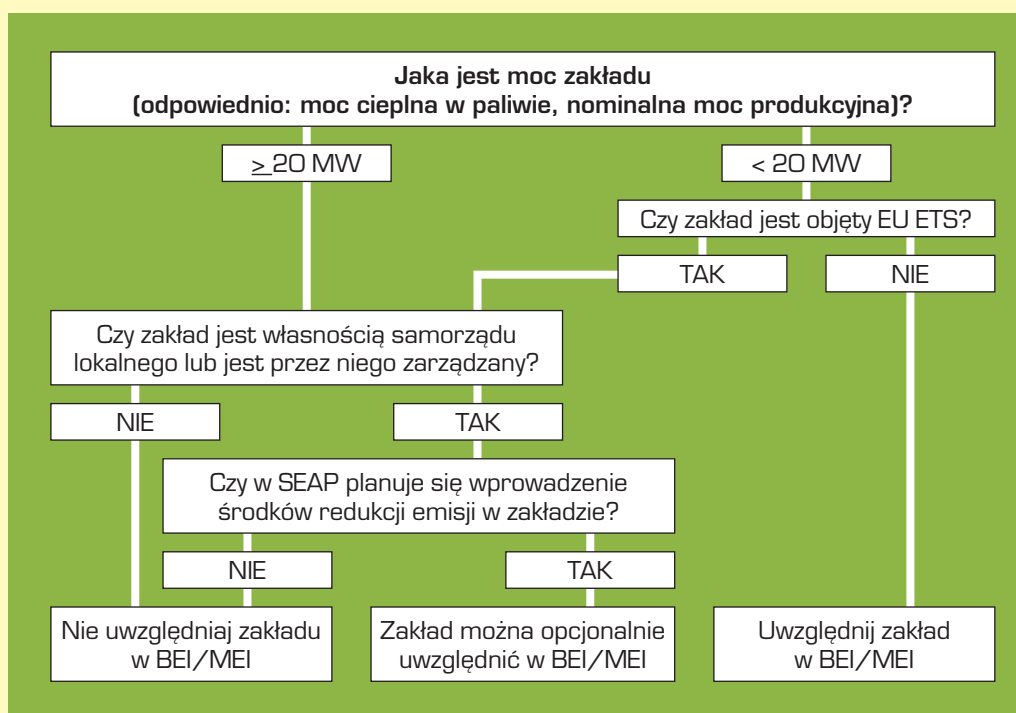 Jaka jest moc zakładu
(odpowiednio: moc cieplna w paliwie, nominalna moc produkcyjna)?
≥ 20 MW
< 20 MW
Czy zakład jest objęty EU ETS?
TAK
NIE
Czy zakład jest własnością samorządu
lokalnego lub jest przez niego zarządzany?
NIE
TAK
Czy w SEAP planuje się wprowadzenie
środków redukcji emisji w zakładzie?
NIE
TAK
Nie uwzględniaj zakładu
w BEI/MEI
Zakład można opcjonalnie
uwzględnić w BEI/MEI
Uwzględnij zakład
w BEI/MEI